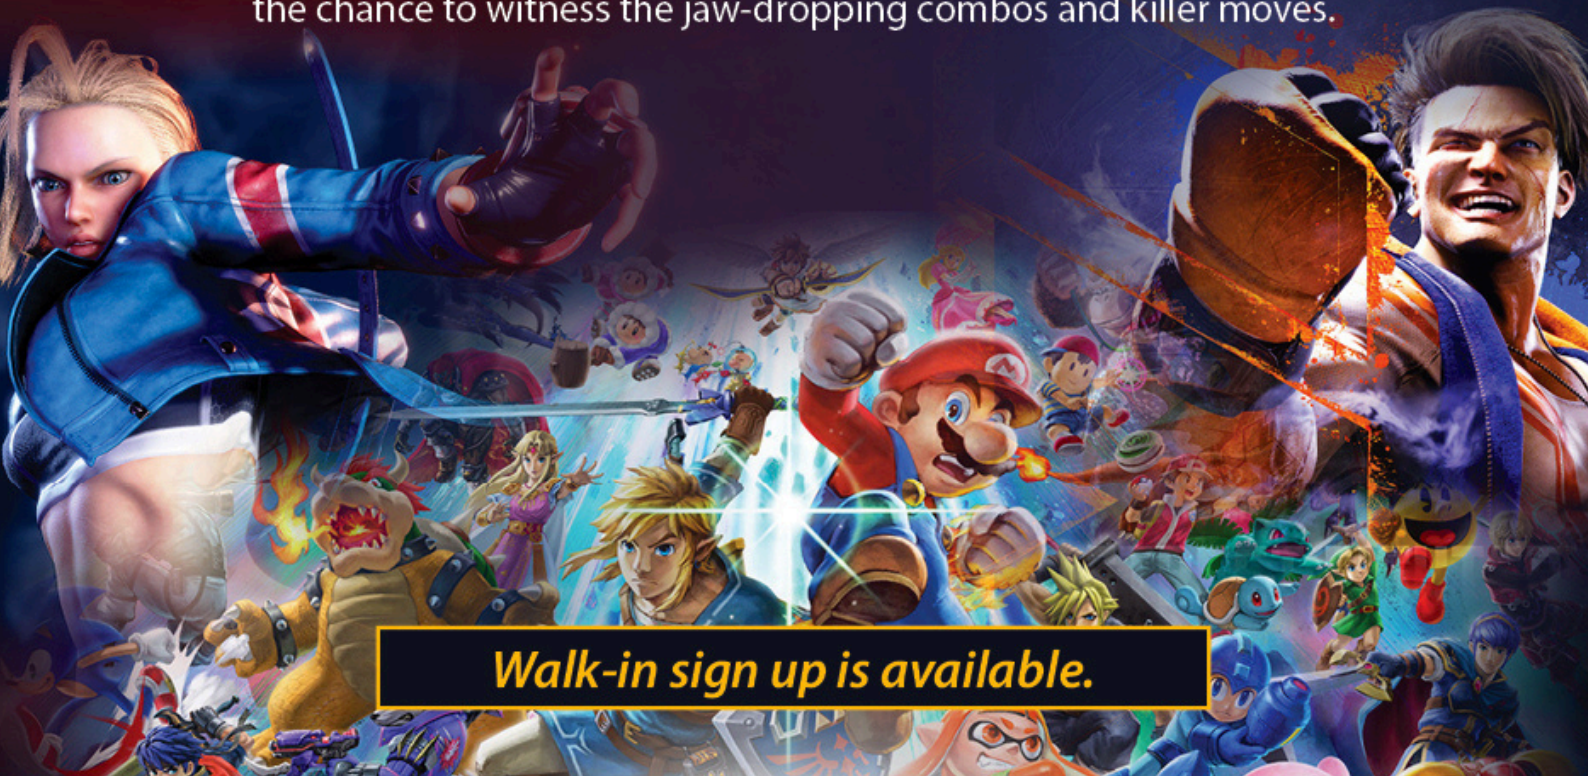 the chance to witness the jaw-dropping combos and killer moves.
Walk-in sign up is available.